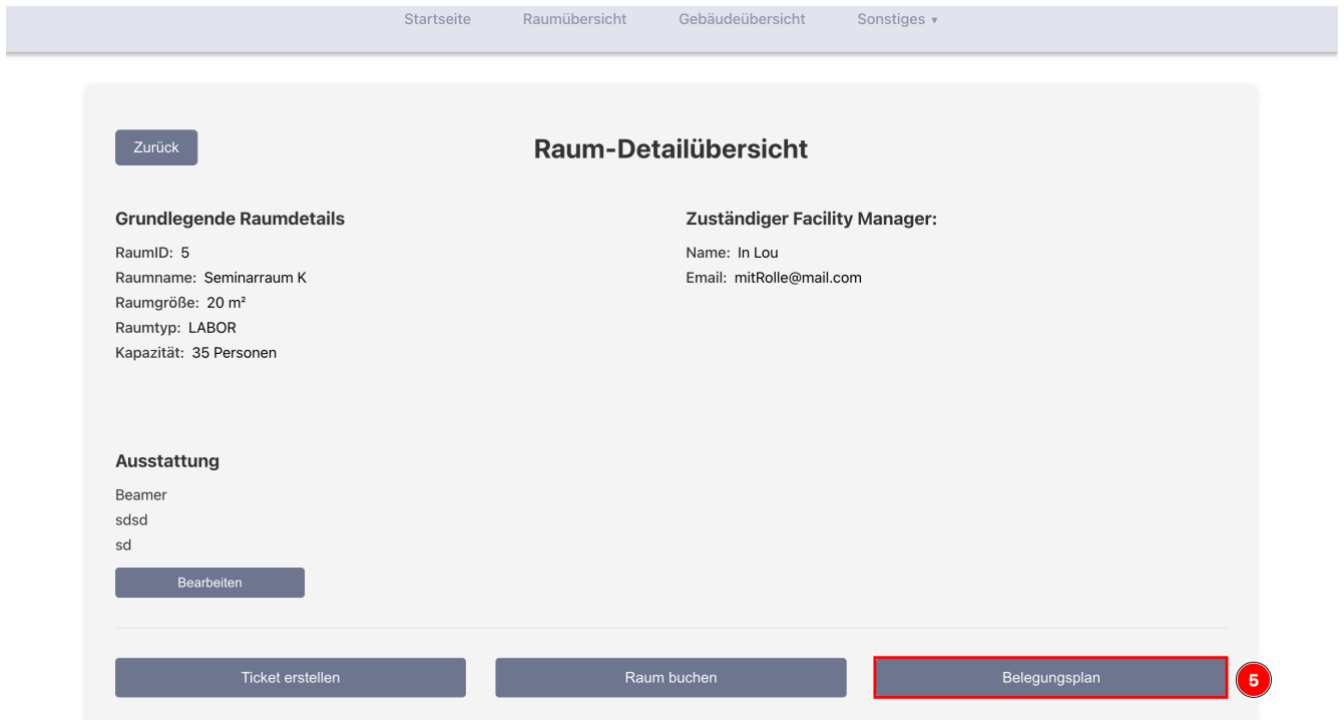 Startseite Raumübersicht Gebäudeübersicht Sonstiges ▾
Zurück
Raum-Detailübersicht
Grundlegende Raumdetails
RaumID: 5
Raumname: Seminarraum K
Raumgröße: 20 m²
Raumtyp: LABOR
Kapazität: 35 Personen
Zuständiger Facility Manager:
Name: In Lou
Email: mitRolle@mail.com
Ausstattung
Beamer
sdsd
sd
Bearbeiten
Ticket erstellen
Raum buchen
Belegungsplan
5